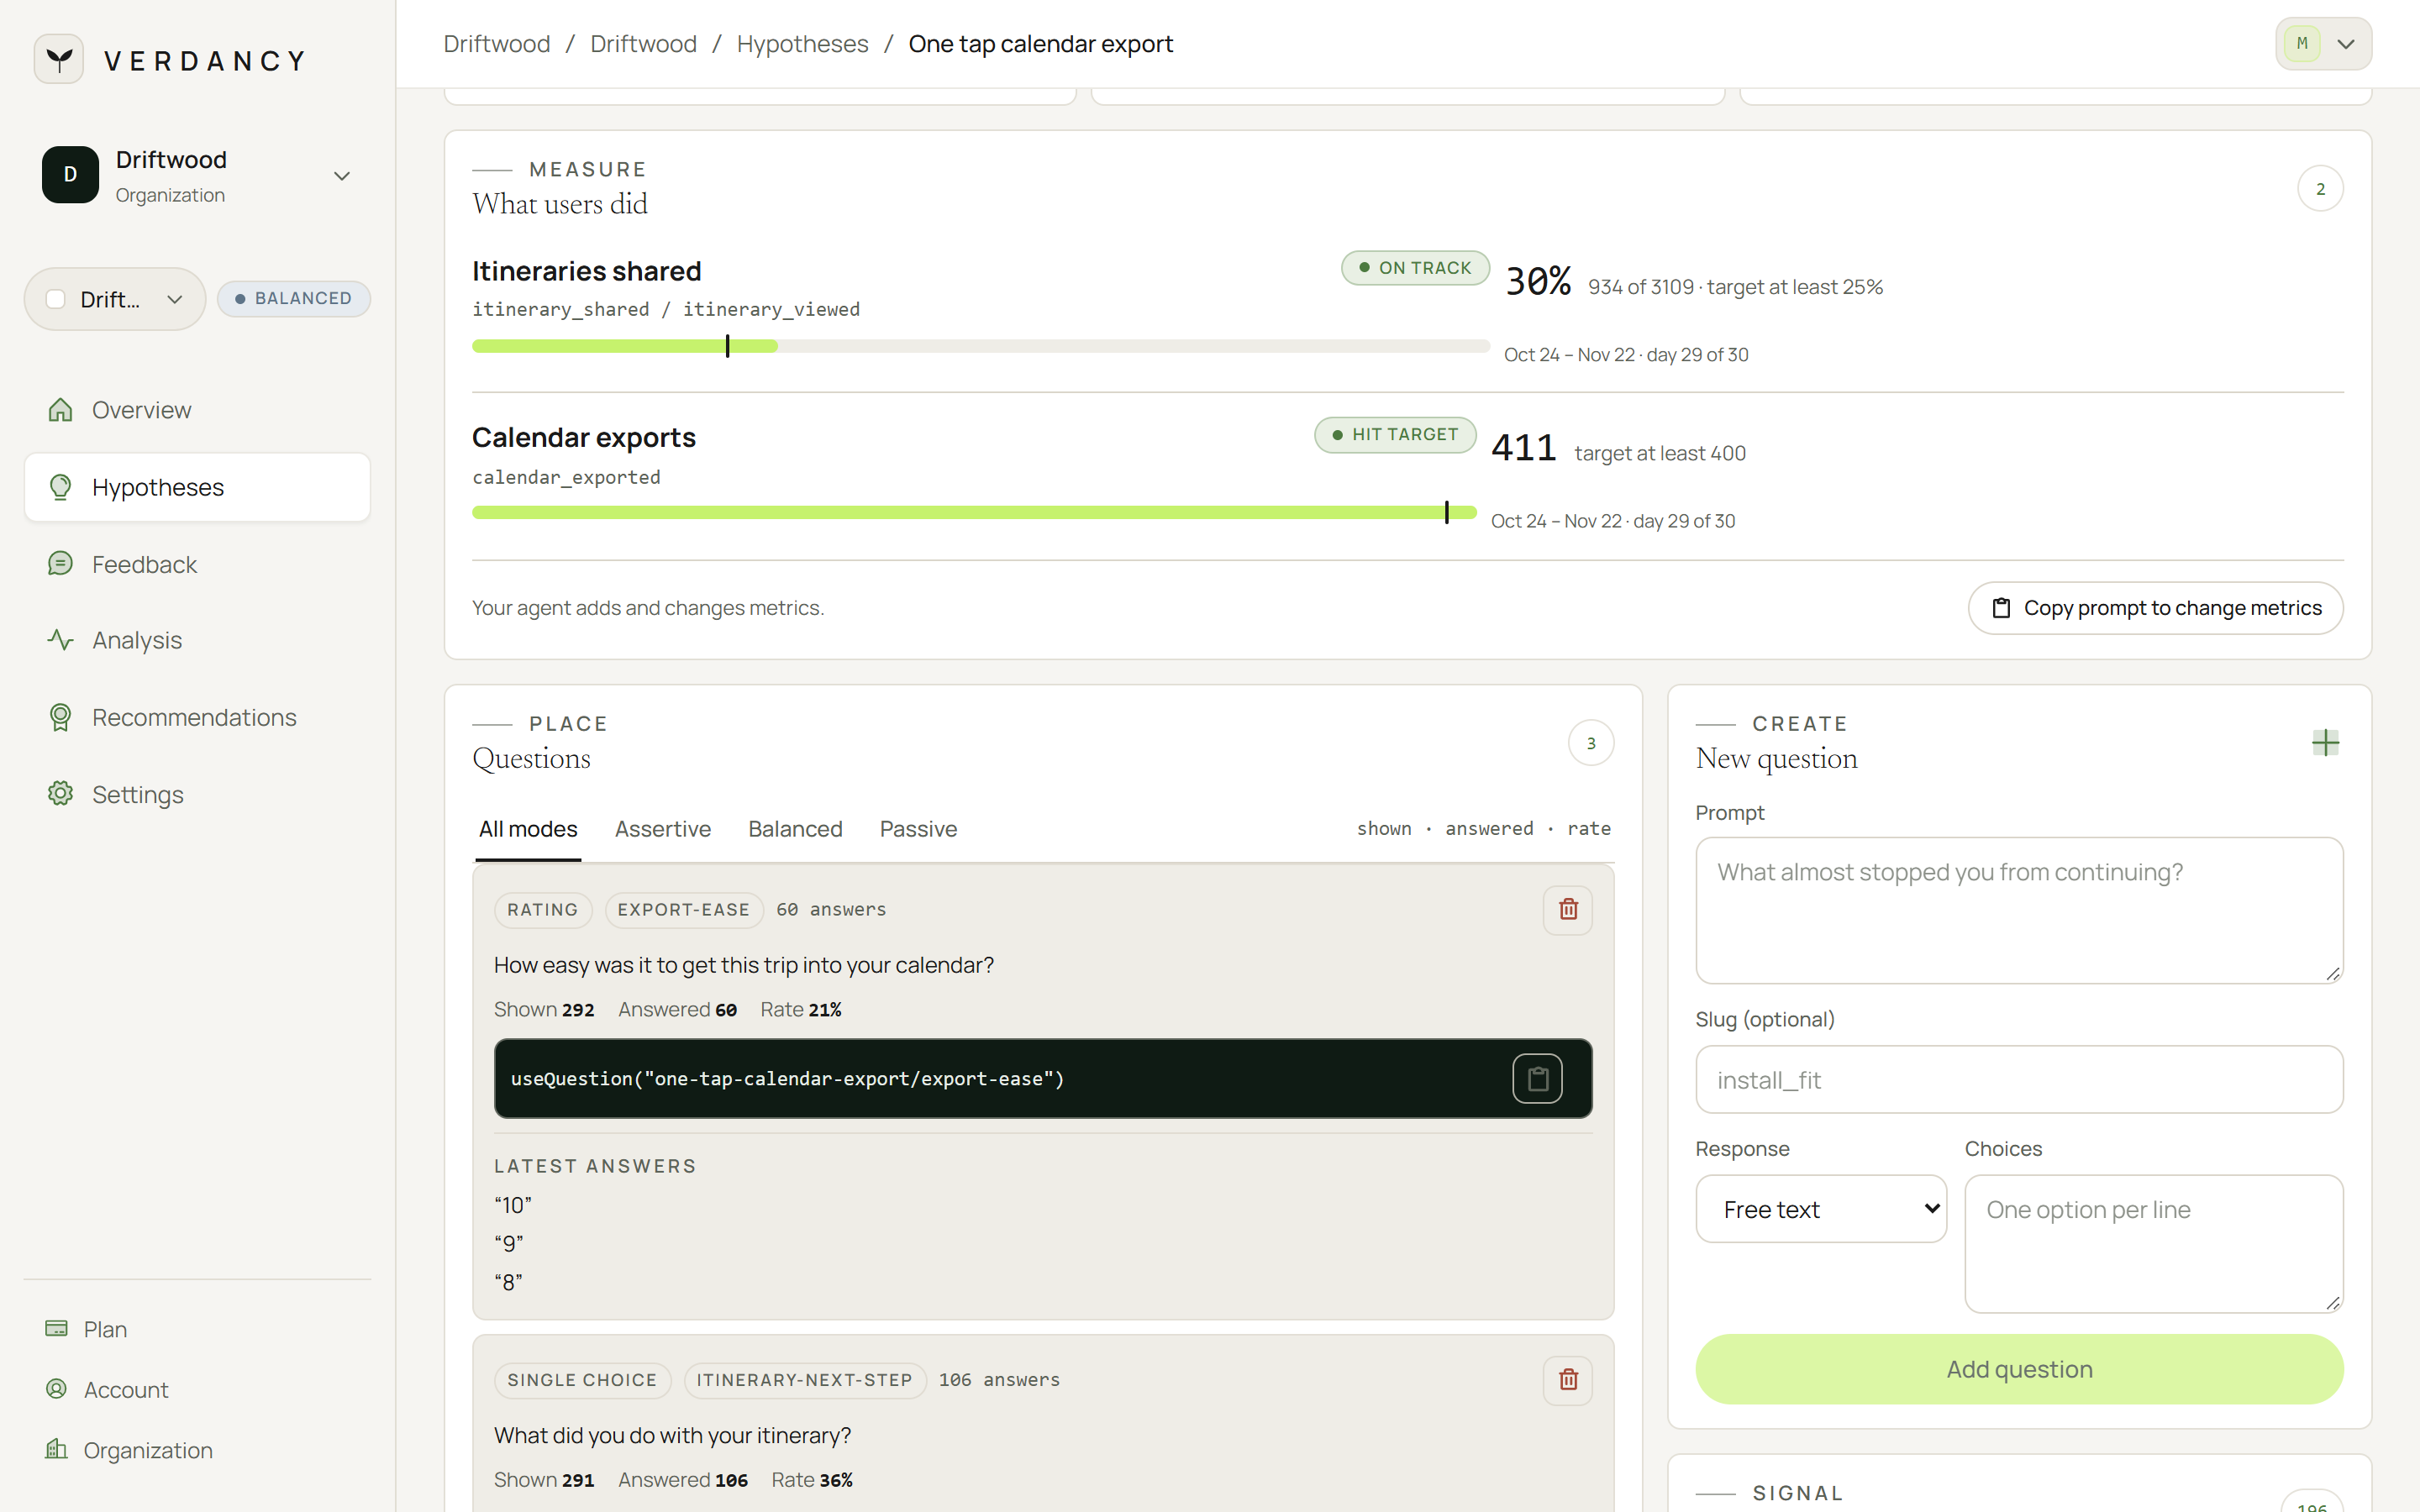 VERDANCY
D
Driftwood
Organization
Drift...
BALANCED
Overview
Hypotheses
Feedback
Analysis
Recommendations
Settings
Plan
Account
Organization
Driftwood / Driftwood / Hypotheses / One tap calendar export
M
MEASURE
What users did
2
Itineraries shared
itinerary_shared / itinerary_viewed
ON TRACK
30% 934 of 3109 · target at least 25%
Oct 24 – Nov 22 · day 29 of 30
Calendar exports
calendar_exported
HIT TARGET
411 target at least 400
Oct 24 – Nov 22 · day 29 of 30
Your agent adds and changes metrics.
Copy prompt to change metrics
PLACE
Questions
3
All modes Assertive Balanced Passive shown · answered · rate
RATING EXPORT-EASE 60 answers
How easy was it to get this trip into your calendar?
Shown 292 Answered 60 Rate 21%
useQuestion("one-tap-calendar-export/export-ease")
LATEST ANSWERS
“10”
“9”
“8”
SINGLE CHOICE ITINERARY-NEXT-STEP 106 answers
What did you do with your itinerary?
Shown 291 Answered 106 Rate 36%
CREATE
New question
Prompt
What almost stopped you from continuing?
Slug (optional)
install_fit
Response Choices
Free text One option per line
Add question
SIGNAL
196